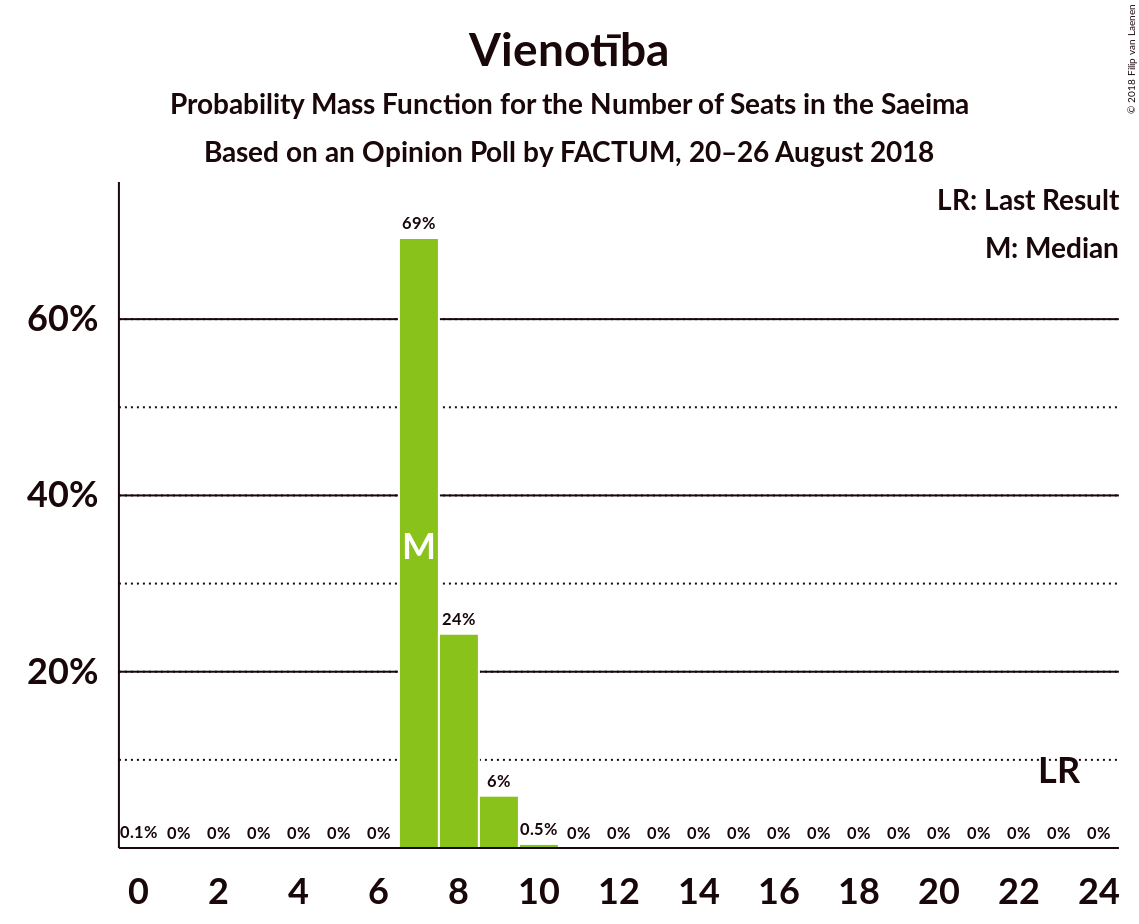 Vienotība
Probability Mass Function for the Number of Seats in the Saeima
Based on an Opinion Poll by FACTUM, 20–26 August 2018
© 2018 Filip van Laenen
LR: Last Result
M: Median
60%
40%
20%
69%
M
24%
6%
LR
0.1% 0% 0% 0% 0% 0% 0% 0.5% 0% 0% 0% 0% 0% 0% 0% 0% 0% 0% 0% 0% 0% 0%
0 2 4 6 8 10 12 14 16 18 20 22 24